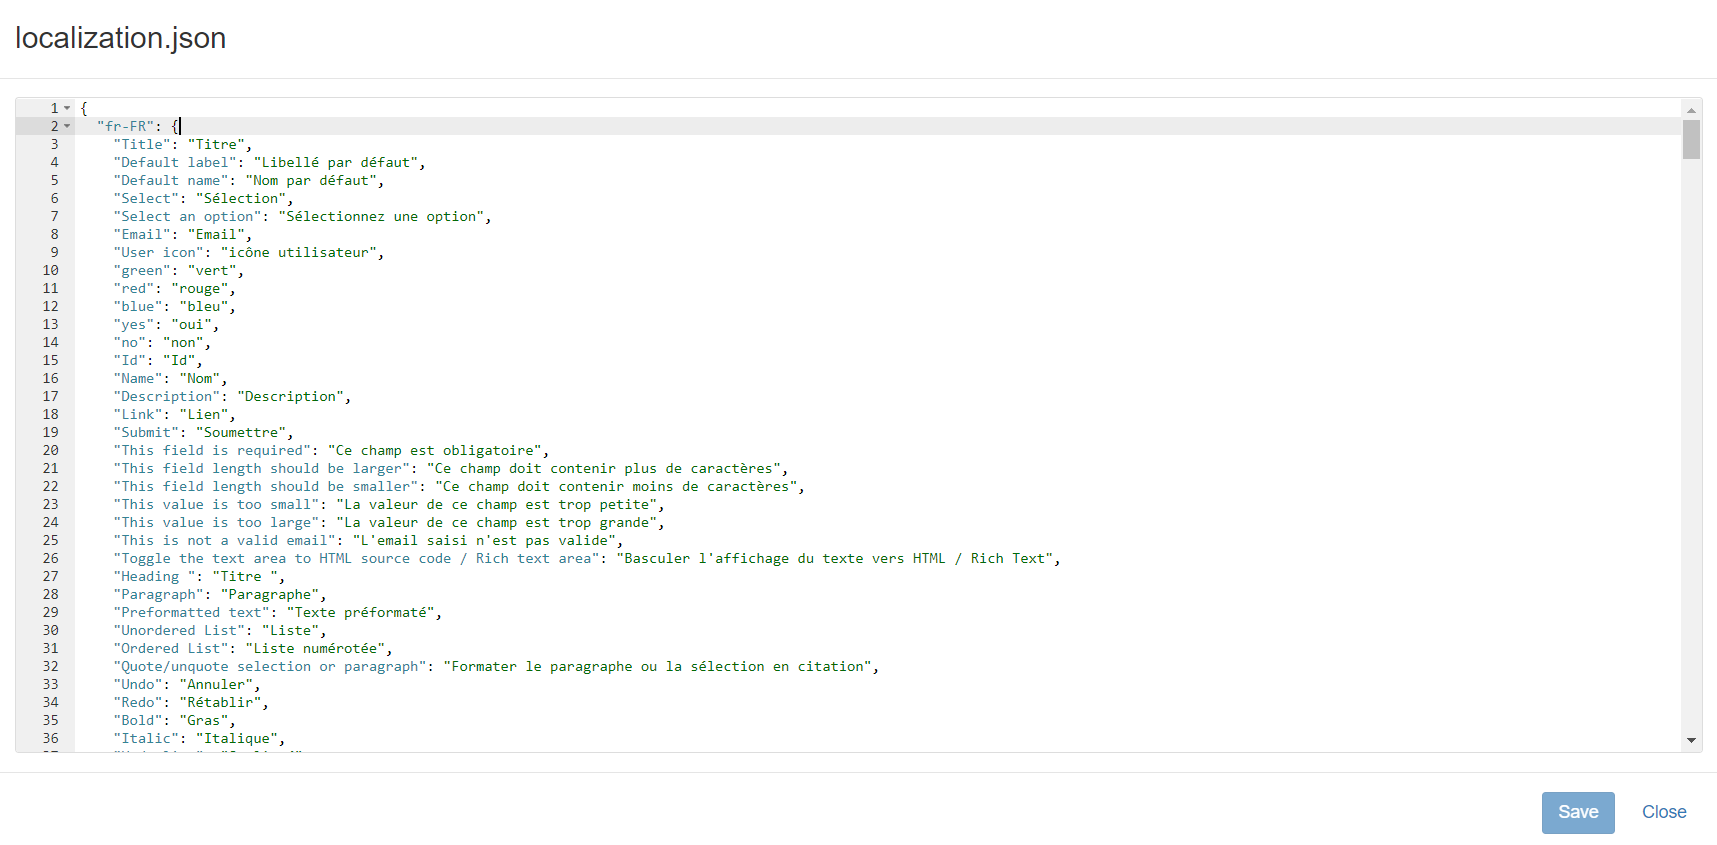 localization.json
1 {
2 "fr-FR": {
3 "Title": "Titre",
4 "Default label": "Libellé par défaut",
5 "Default name": "Nom par défaut",
6 "Select": "Sélection",
7 "Select an option": "Sélectionnez une option",
8 "Email": "Email",
9 "User icon": "icône utilisateur",
10 "green": "vert",
11 "red": "rouge",
12 "blue": "bleu",
13 "yes": "oui",
14 "no": "non",
15 "Id": "Id",
16 "Name": "Nom",
17 "Description": "Description",
18 "Link": "Lien",
19 "Submit": "Soumettre",
20 "This field is required": "Ce champ est obligatoire",
21 "This field length should be larger": "Ce champ doit contenir plus de caractères",
22 "This field length should be smaller": "Ce champ doit contenir moins de caractères",
23 "This value is too small": "La valeur de ce champ est trop petite",
24 "This value is too large": "La valeur de ce champ est trop grande",
25 "This is not a valid email": "L'email saisi n'est pas valide",
26 "Toggle the text area to HTML source code / Rich text area": "Basculer l'affichage du texte vers HTML / Rich Text",
27 "Heading ": "Titre ",
28 "Paragraph": "Paragraphe",
29 "Preformatted text": "Texte préformaté",
30 "Unordered List": "Liste",
31 "Ordered List": "Liste numérotée",
32 "Quote/unquote selection or paragraph": "Formater le paragraphe ou la sélection en citation",
33 "Undo": "Annuler",
34 "Redo": "Rétablir",
35 "Bold": "Gras",
36 "Italic": "Italique",
Save Close